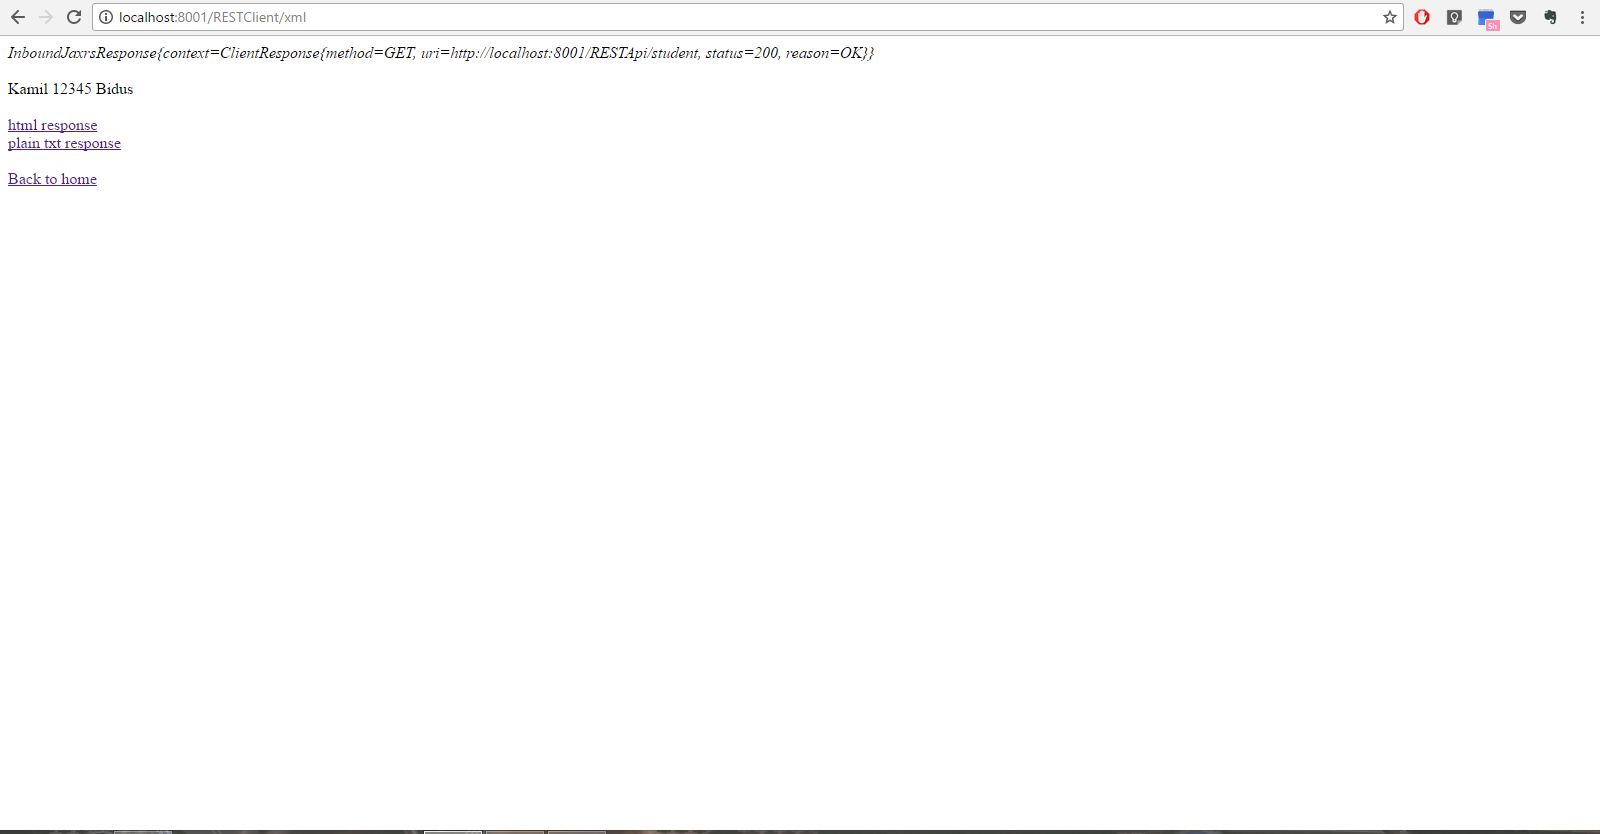 localhost:8001/RESTClient/xml
5h
InboundJaxrsResponse{context=ClientResponse{method=GET, uri=http://localhost:8001/RESTApi/student, status=200, reason=OK}}
Kamil 12345 Bidus
html response
plain txt response
Back to home